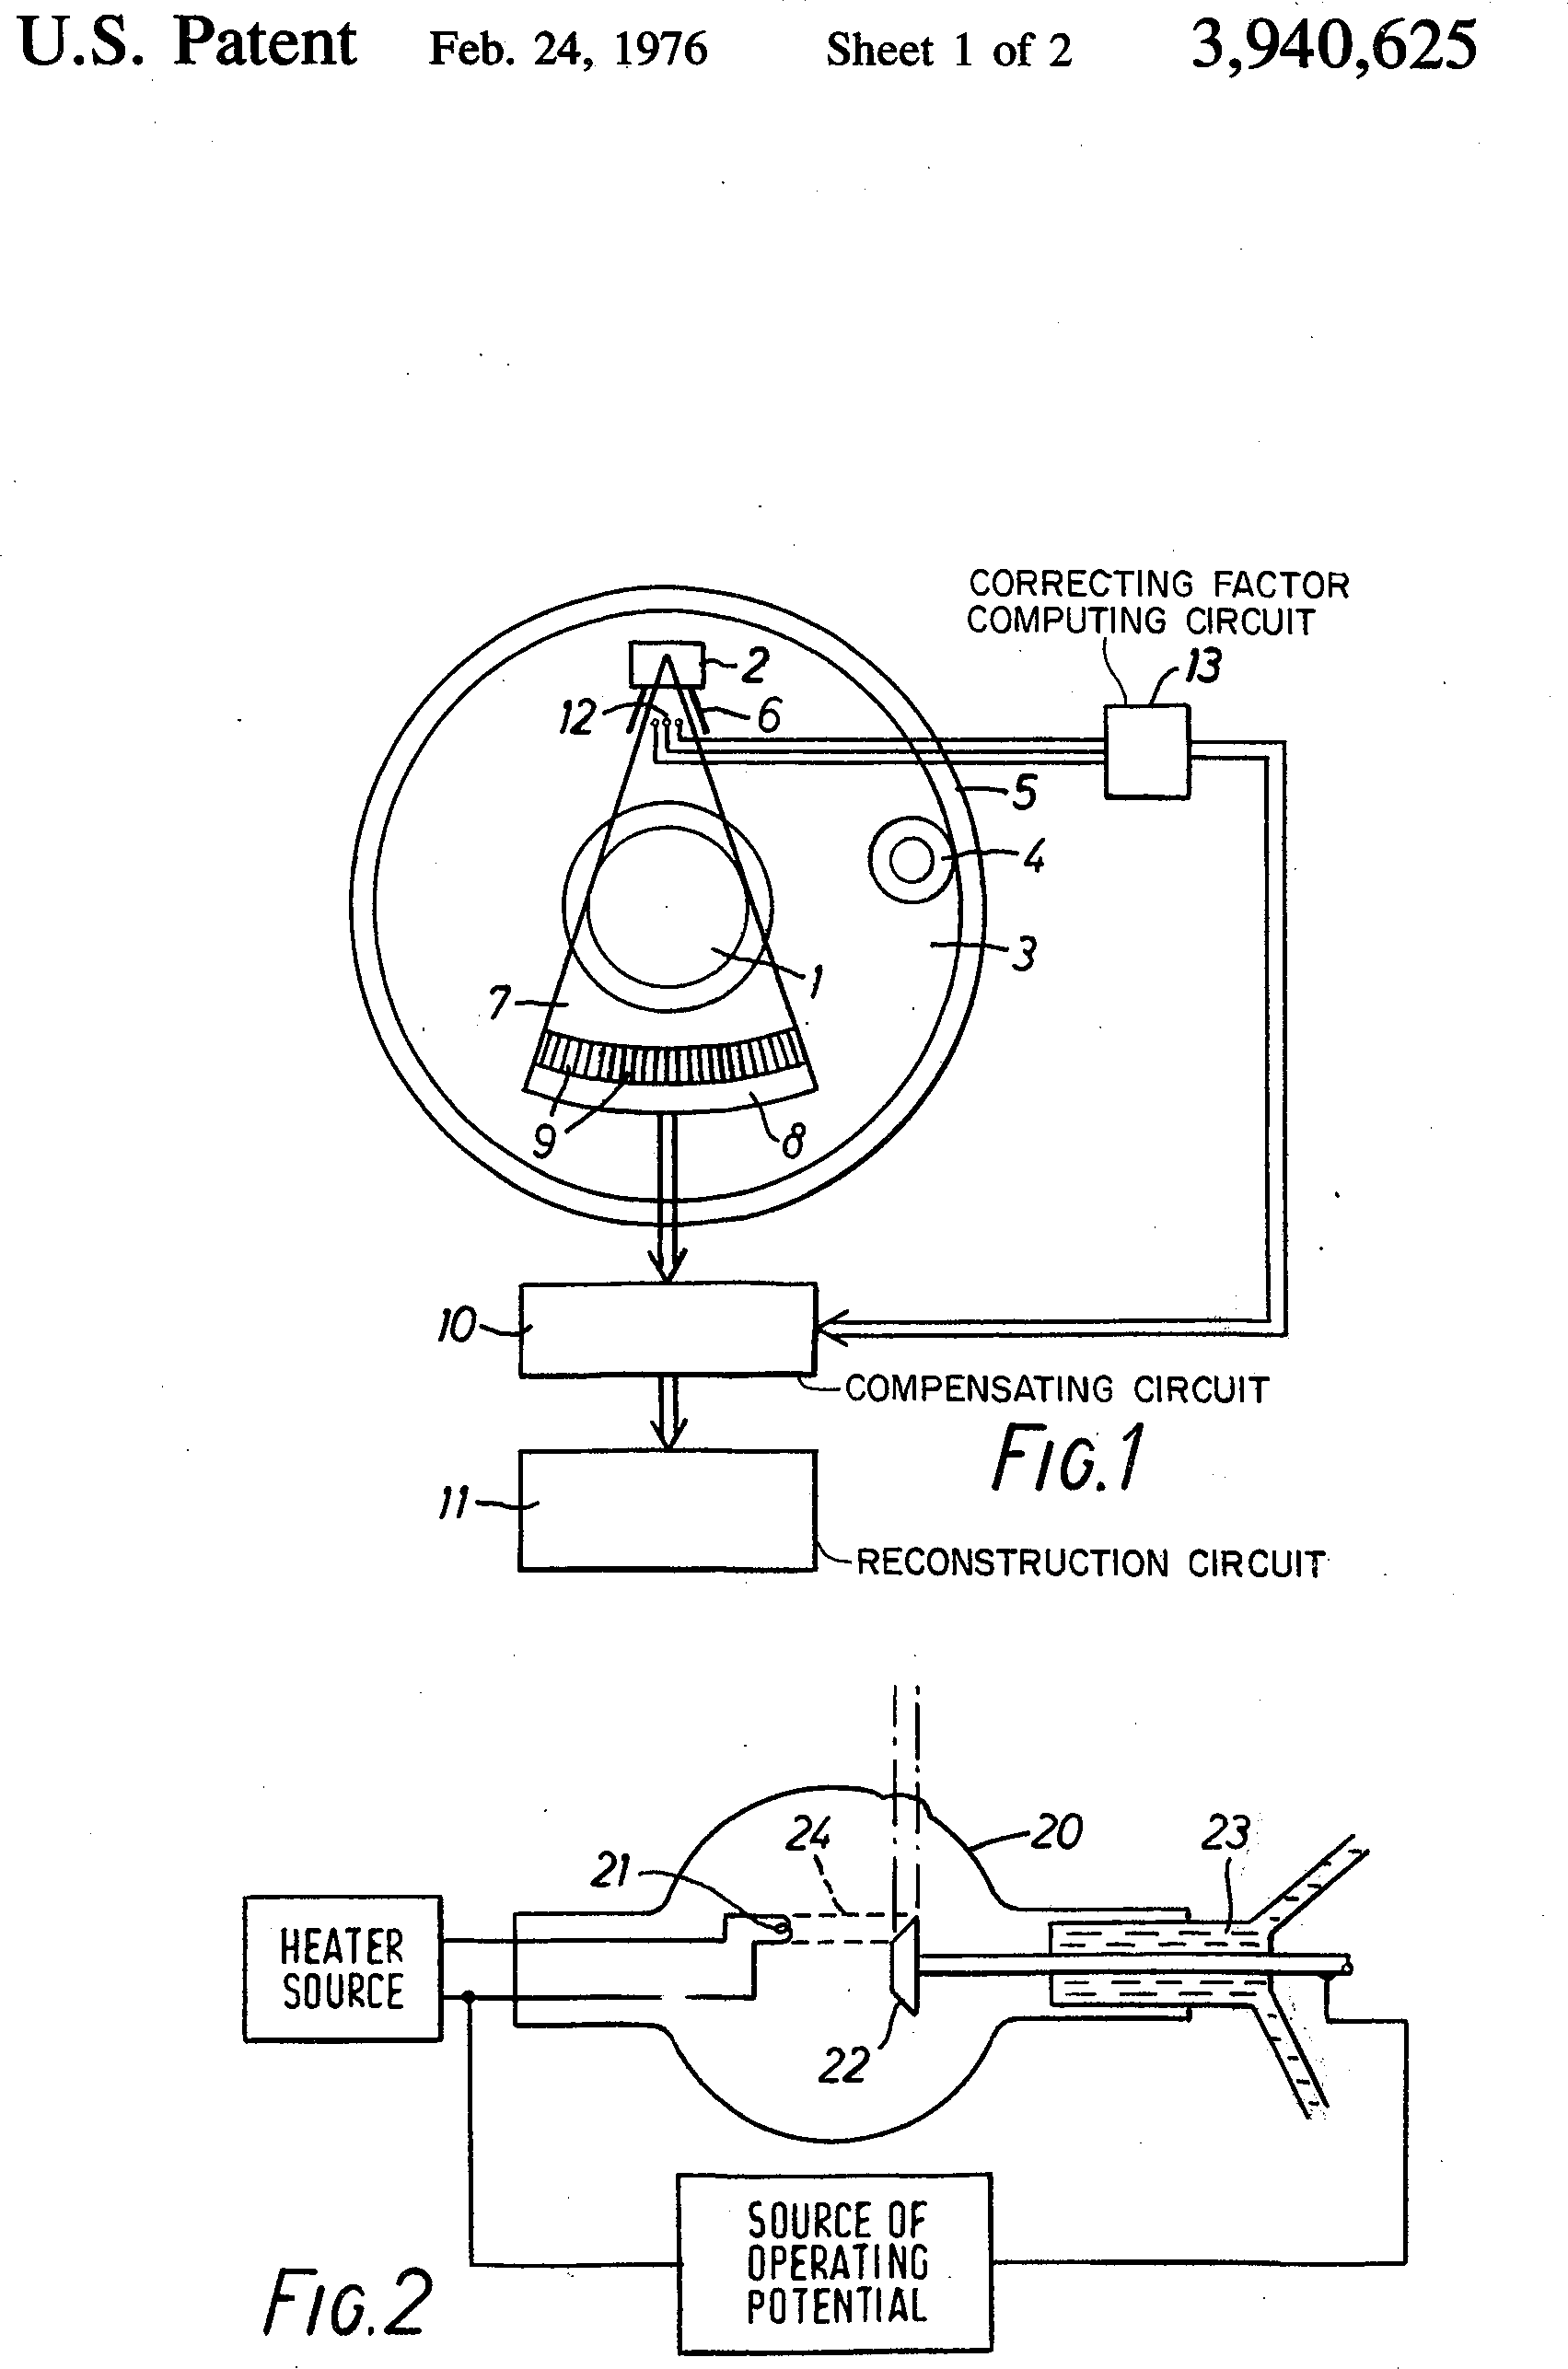 U.S. Patent Feb. 24, 1976 Sheet 1 of 2 3,940,625
CORRECTING FACTOR
COMPUTING CIRCUIT
2
13
12
6
5
4
3
1
7
9
8
10
COMPENSATING CIRCUIT
FIG.1
11
RECONSTRUCTION CIRCUIT
24
20
23
21
HEATER
SOURCE
22
SOURCE OF
OPERATING
POTENTIAL
FIG.2